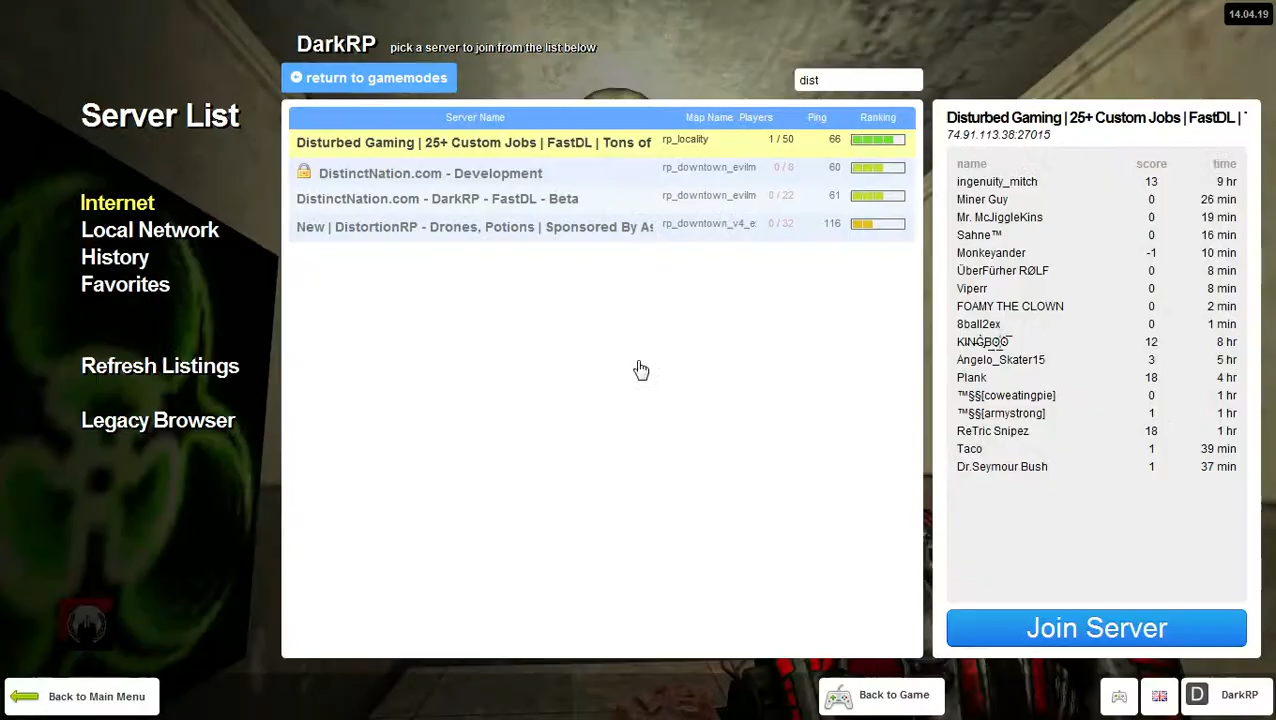 14.04.19
DarkRP pick a server to join from the list below
return to gamemodes
dist
Server List
Internet
Local Network
History
Favorites
Refresh Listings
Legacy Browser
Server Name Map Name Players Ping Ranking
Disturbed Gaming | 25+ Custom Jobs | FastDL | Tons of rp_locality 1 / 50 66
DistinctNation.com - Development rp_downtown_evilm 0 / 8 60
DistinctNation.com - DarkRP - FastDL - Beta rp_downtown_evilm 0 / 22 61
New | DistortionRP - Drones, Potions | Sponsored By As rp_downtown_v4_e 0 / 32 116
Disturbed Gaming | 25+ Custom Jobs | FastDL |
74.91.113.38:27015
name score time
ingenuity_mitch 13 9 hr
Miner Guy 0 26 min
Mr. McJiggleKins 0 19 min
Sahne™ 0 16 min
Monkeyander -1 10 min
ÜberFürher RØLF 0 8 min
Viperr 0 8 min
FOAMY THE CLOWN 0 2 min
8ball2ex 0 1 min
12 8 hr
Angelo_Skater15 3 5 hr
Plank 18 4 hr
™§§[coweatingpie] 0 1 hr
™§§[armystrong] 1 1 hr
ReTric Snipez 18 1 hr
Taco 1 39 min
Dr.Seymour Bush 1 37 min
Join Server
Back to Main Menu
Back to Game
D DarkRP